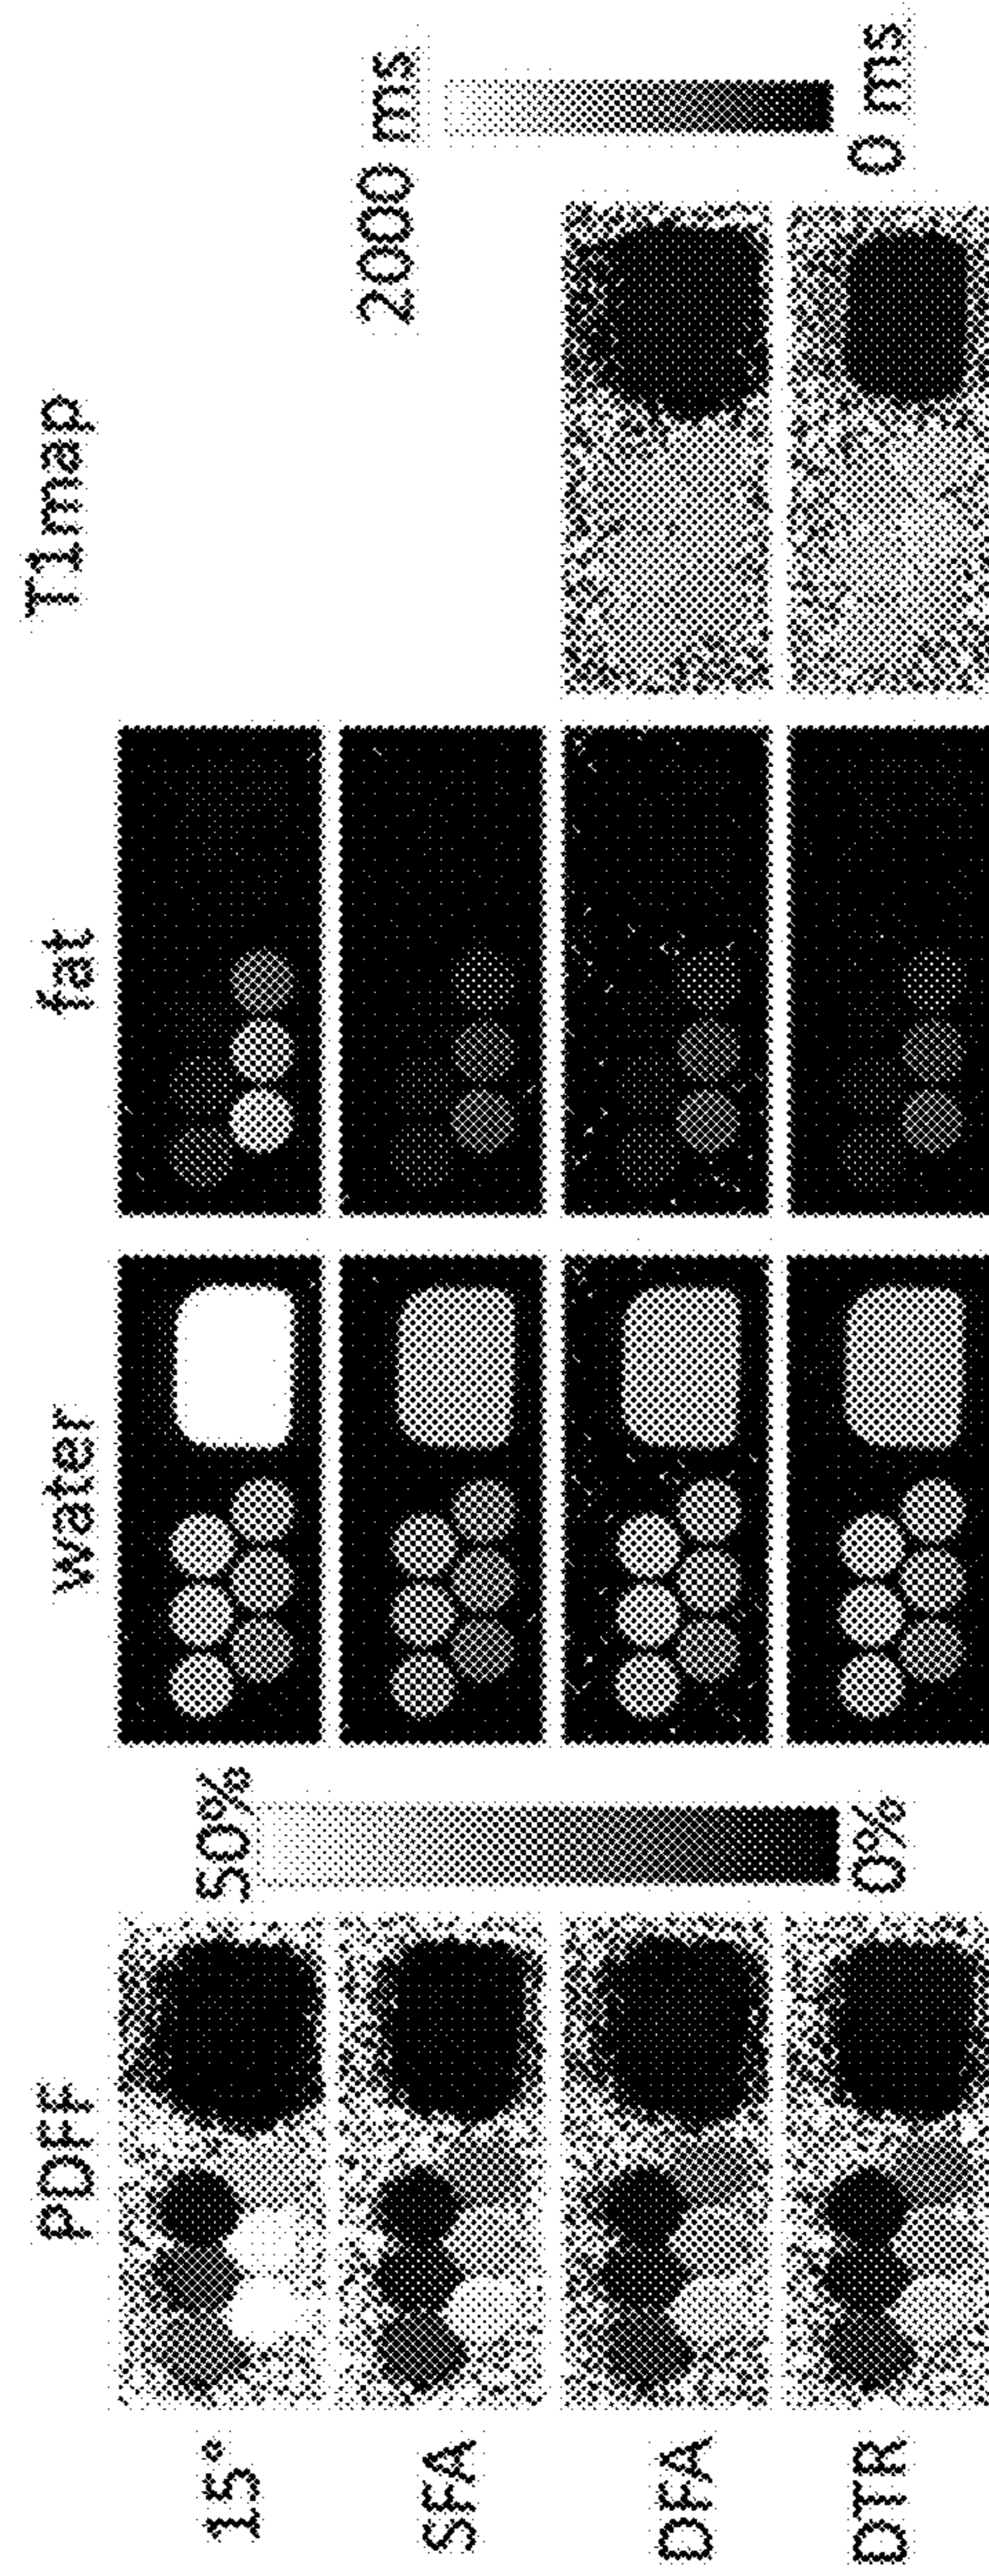 PDFF
water
fat
T1map
15°
50%
2000 ms
SFA
DFA
DTR
0%
0 ms